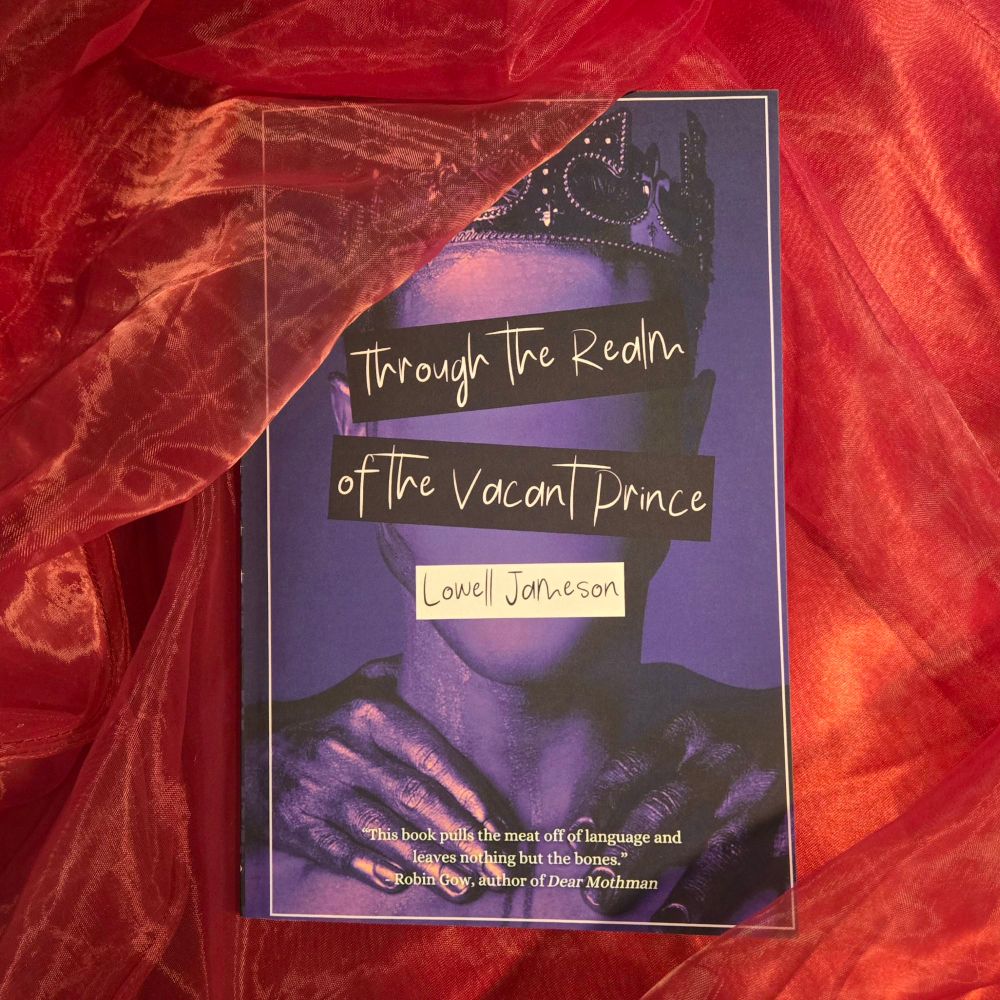 Through The Realm
of The Vacant Prince
Lowell Jameson
“This book pulls the meat off of language and
leaves nothing but the bones.”
- Robin Gow, author of Dear Mothman